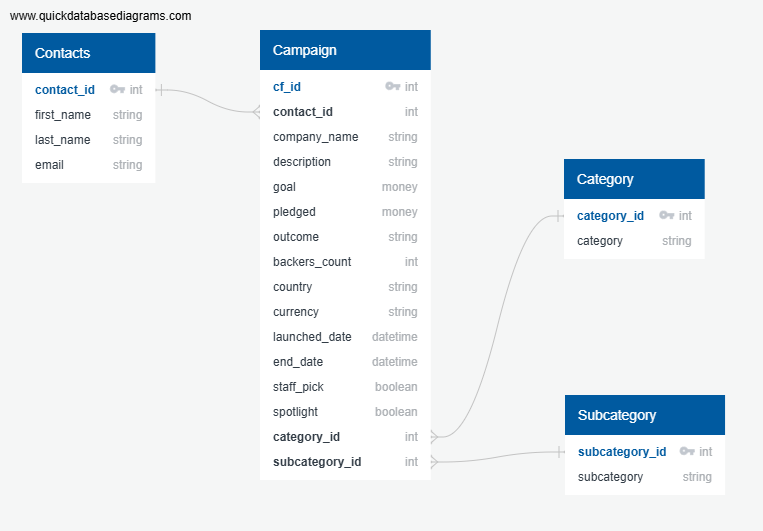 www.quickdatabasediagrams.com
Contacts
contact_id int
first_name string
last_name string
email string
Campaign
cf_id int
contact_id int
company_name string
description string
goal money
pledged money
outcome string
backers_count int
country string
currency string
launched_date datetime
end_date datetime
staff_pick boolean
spotlight boolean
category_id int
subcategory_id int
Category
category_id int
category string
Subcategory
subcategory_id int
subcategory string